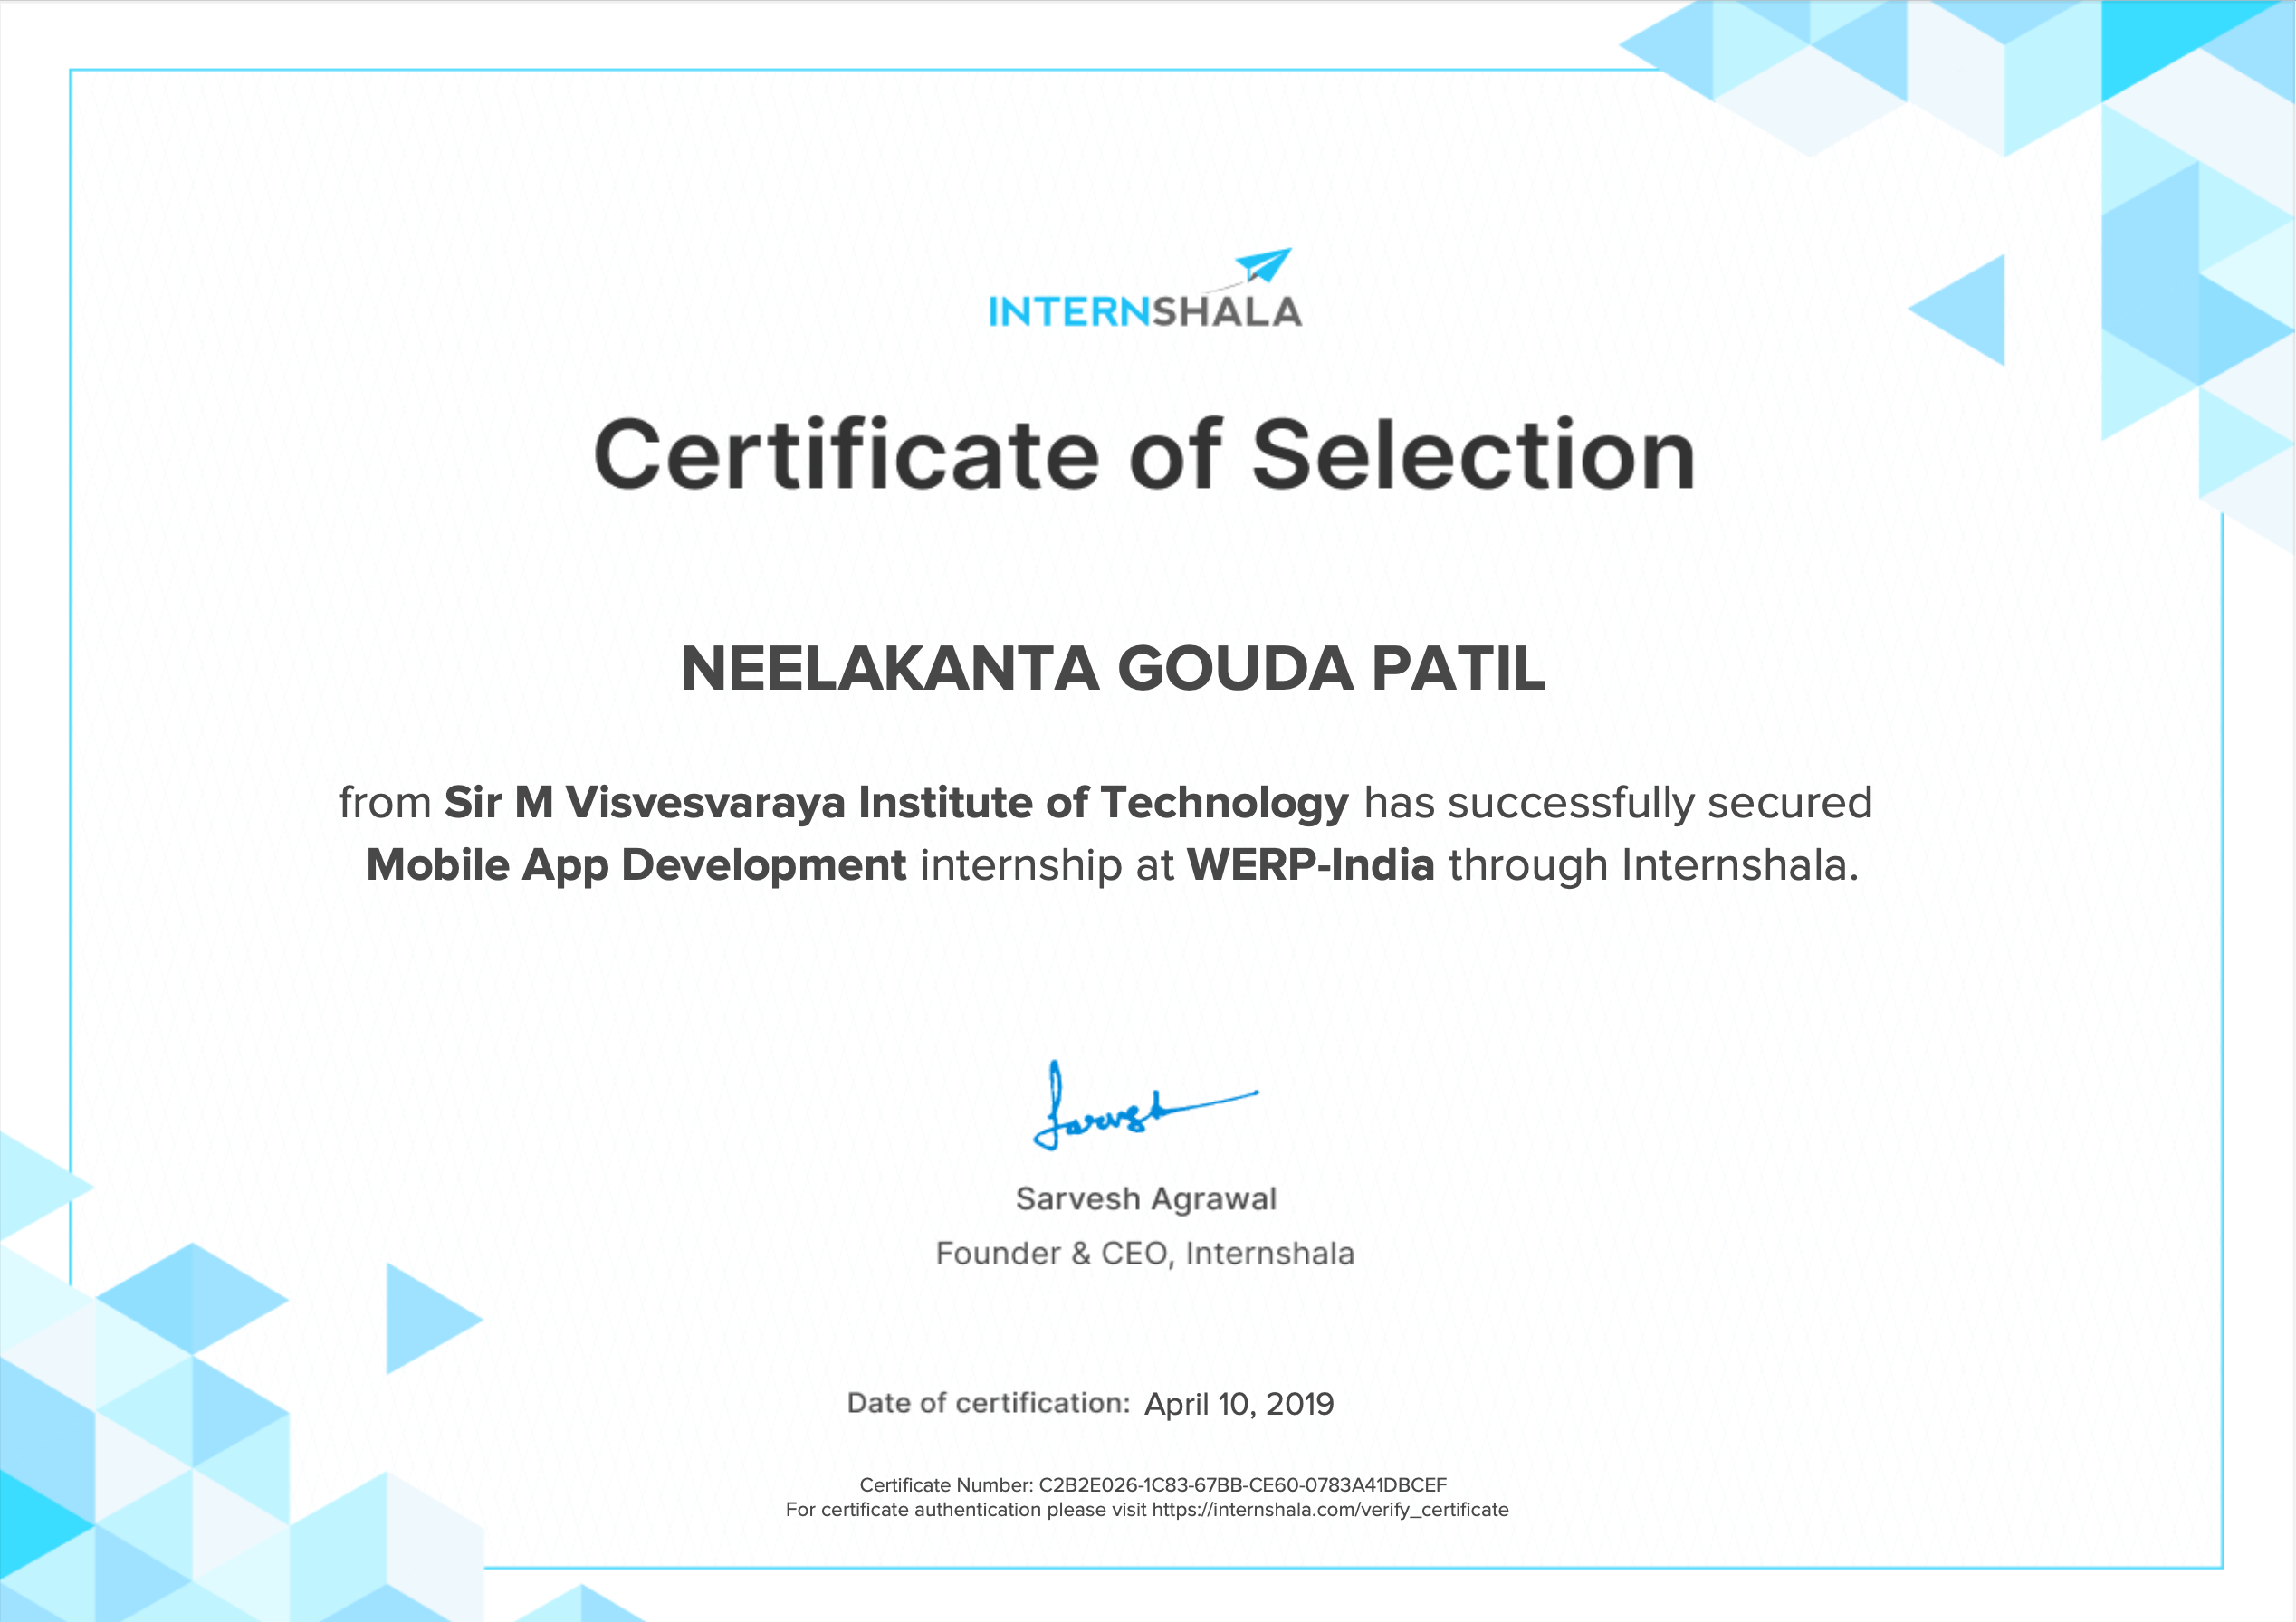 INTERNSHALA
Certificate of Selection
NEELAKANTA GOUDA PATIL
from Sir M Visvesvaraya Institute of Technology has successfully secured
Mobile App Development internship at WERP-India through Internshala.
Sarvesh
Sarvesh Agrawal
Founder & CEO, Internshala
Date of certification: April 10, 2019
Certificate Number: C2B2E026-1C83-67BB-CE60-0783A41DBCEF
For certificate authentication please visit https://internshala.com/verify_certificate